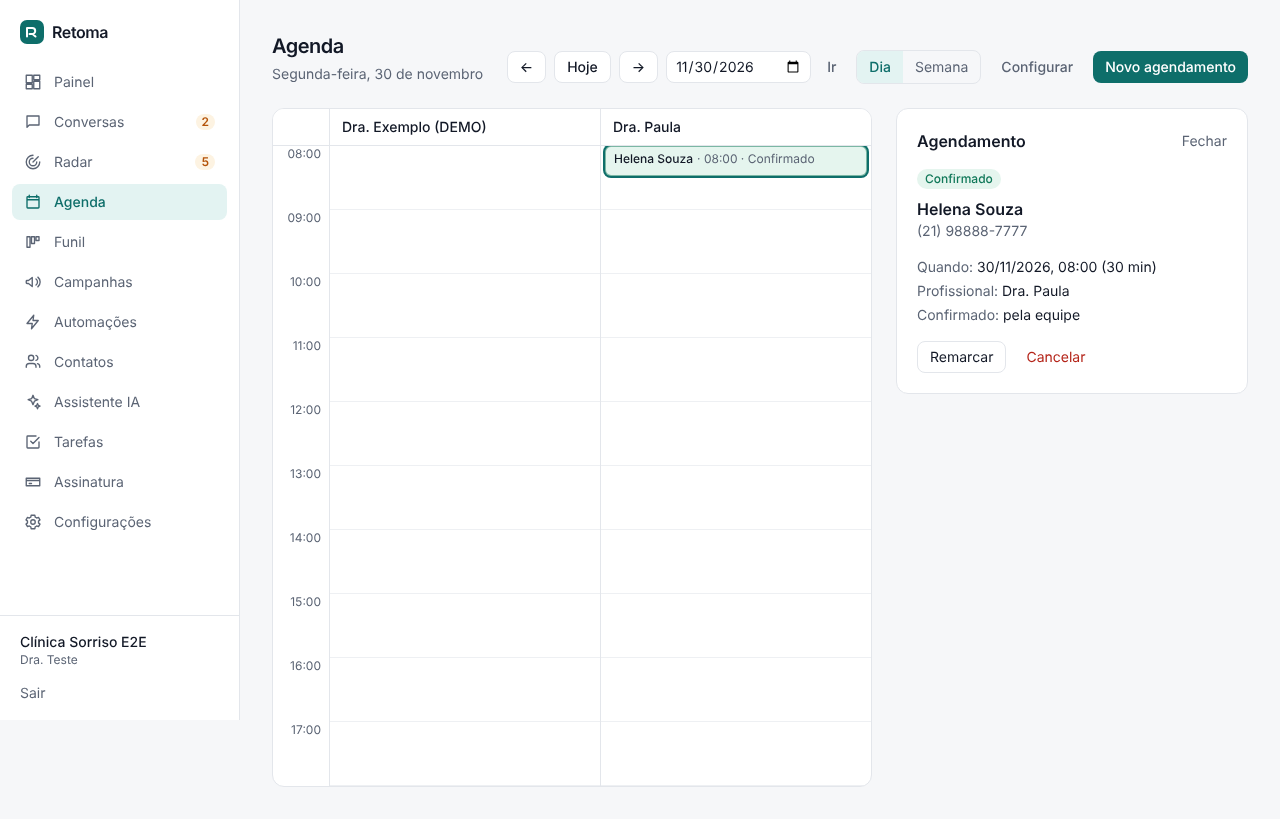 Retoma
Painel
Conversas 2
Radar 5
Agenda
Funil
Campanhas
Automações
Contatos
Assistente IA
Tarefas
Assinatura
Configurações
Clínica Sorriso E2E
Dra. Teste
Sair
Agenda
Segunda-feira, 30 de novembro
← Hoje → 11/30/2026 Ir Dia Semana Configurar Novo agendamento
Dra. Exemplo (DEMO) Dra. Paula
08:00
Helena Souza · 08:00 · Confirmado
09:00
10:00
11:00
12:00
13:00
14:00
15:00
16:00
17:00
Agendamento Fechar
Confirmado
Helena Souza
(21) 98888-7777
Quando: 30/11/2026, 08:00 (30 min)
Profissional: Dra. Paula
Confirmado: pela equipe
Remarcar Cancelar